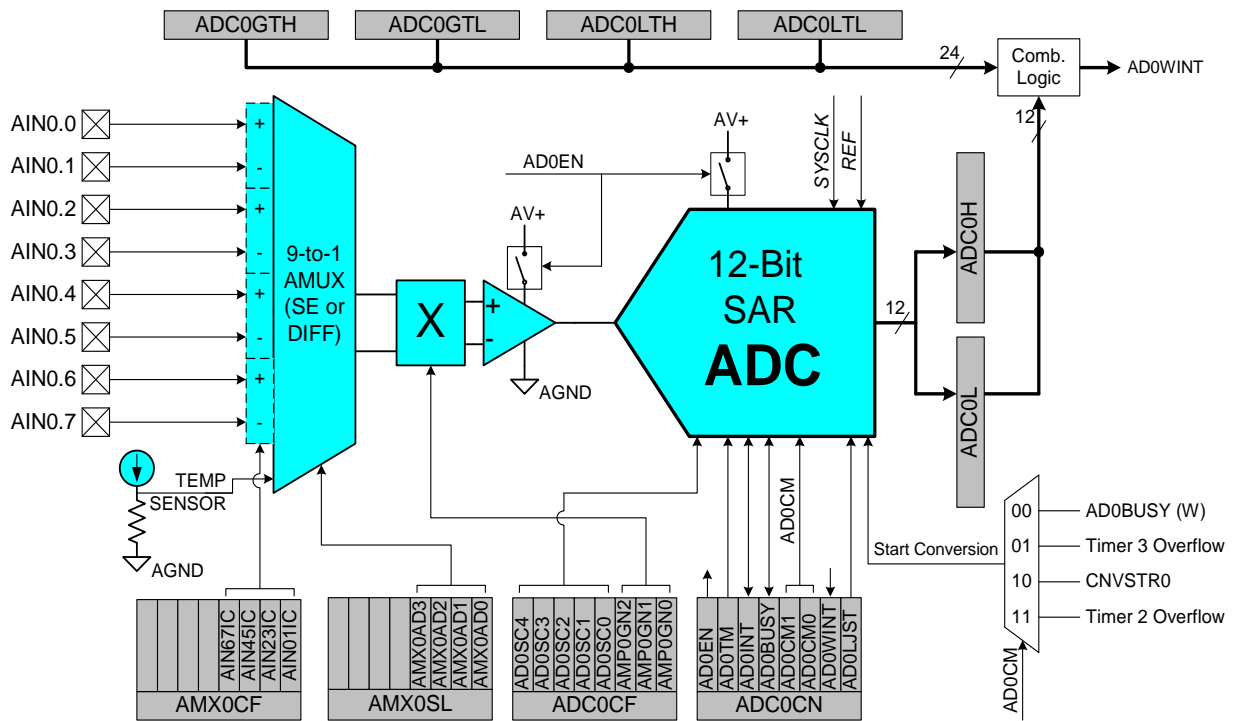 ADC0GTH
ADC0GTL
ADC0LTH
ADC0LTL
24
Comb.
Logic
AD0WINT
12
AIN0.0
AIN0.1
AIN0.2
AIN0.3
AIN0.4
AIN0.5
AIN0.6
AIN0.7
+
-
+
-
+
-
+
-
9-to-1
AMUX
(SE or
DIFF)
X
+
-
AV+
AGND
AD0EN
AV+
SYSCLK
REF
12-Bit
SAR
ADC
12
ADC0H
ADC0L
TEMP
SENSOR
AGND
AD0CM
Start Conversion
00
01
10
11
AD0BUSY (W)
Timer 3 Overflow
CNVSTR0
Timer 2 Overflow
AD0CM
AIN67IC
AIN45IC
AIN23IC
AIN01IC
AMX0CF
AMX0AD3
AMX0AD2
AMX0AD1
AMX0AD0
AMX0SL
AD0SC4
AD0SC3
AD0SC2
AD0SC1
AD0SC0
AMP0GN2
AMP0GN1
AMP0GN0
ADC0CF
AD0EN
AD0TM
AD0INT
AD0BUSY
AD0CM1
AD0CM0
AD0WINT
AD0LJST
ADC0CN